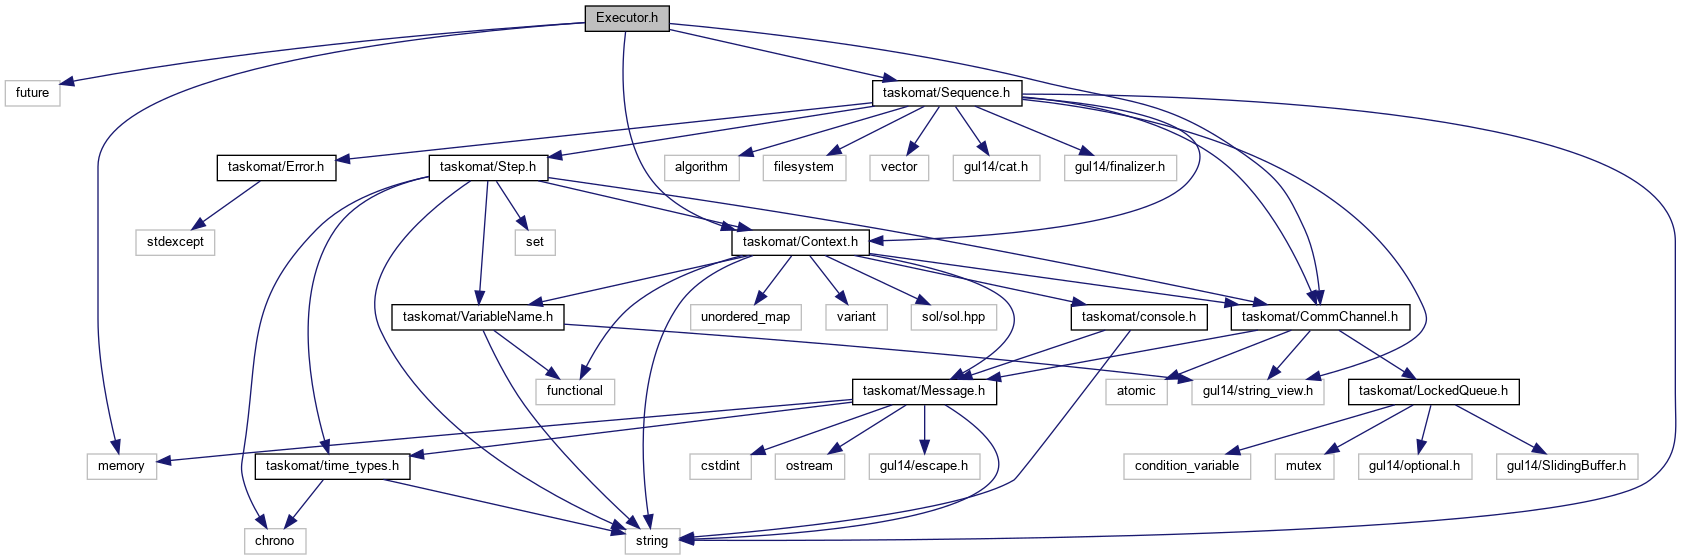 Executor.h
future
taskomat/Sequence.h
taskomat/Error.h
taskomat/Step.h
algorithm
filesystem
vector
gul14/cat.h
gul14/finalizer.h
stdexcept
set
taskomat/Context.h
taskomat/VariableName.h
unordered_map
variant
sol/sol.hpp
taskomat/console.h
taskomat/CommChannel.h
functional
taskomat/Message.h
atomic
gul14/string_view.h
taskomat/LockedQueue.h
memory
taskomat/time_types.h
cstdint
ostream
gul14/escape.h
condition_variable
mutex
gul14/optional.h
gul14/SlidingBuffer.h
chrono
string